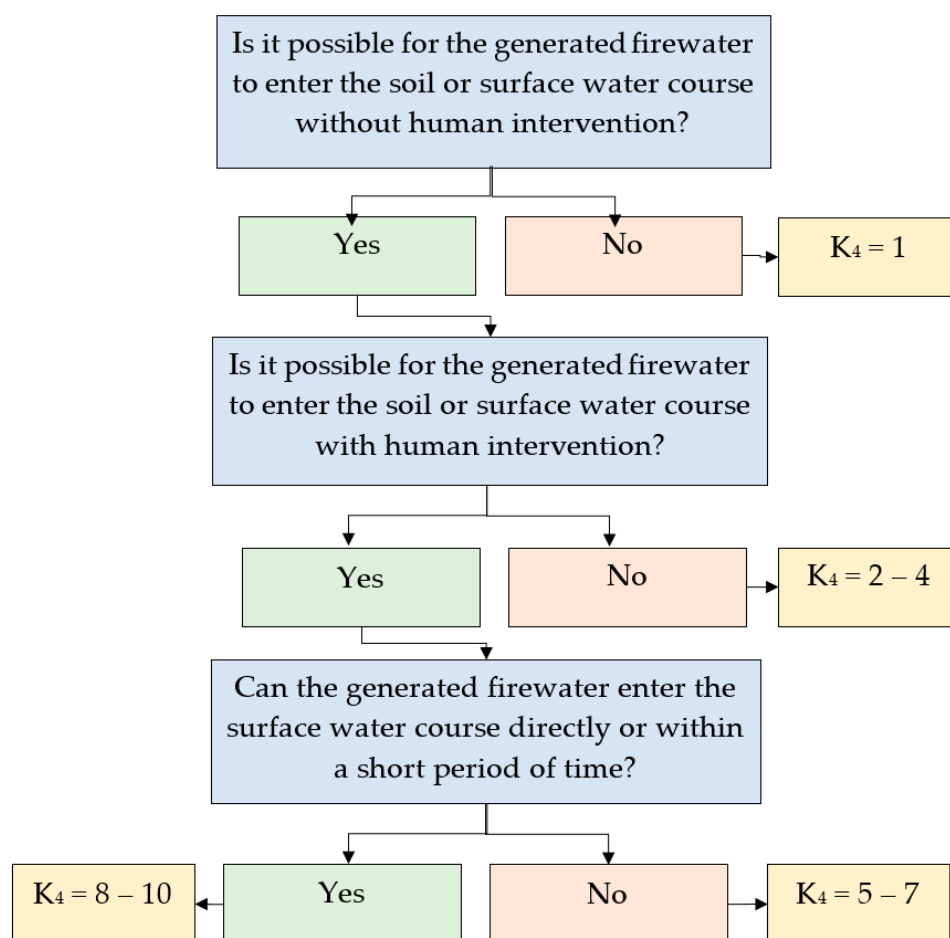 Is it possible for the generated firewater
to enter the soil or surface water course
without human intervention?
Yes
No
K₄ = 1
Is it possible for the generated firewater
to enter the soil or surface water course
with human intervention?
Yes
No
K₄ = 2 – 4
Can the generated firewater enter the
surface water course directly or within
a short period of time?
K₄ = 8 – 10
Yes
No
K₄ = 5 – 7